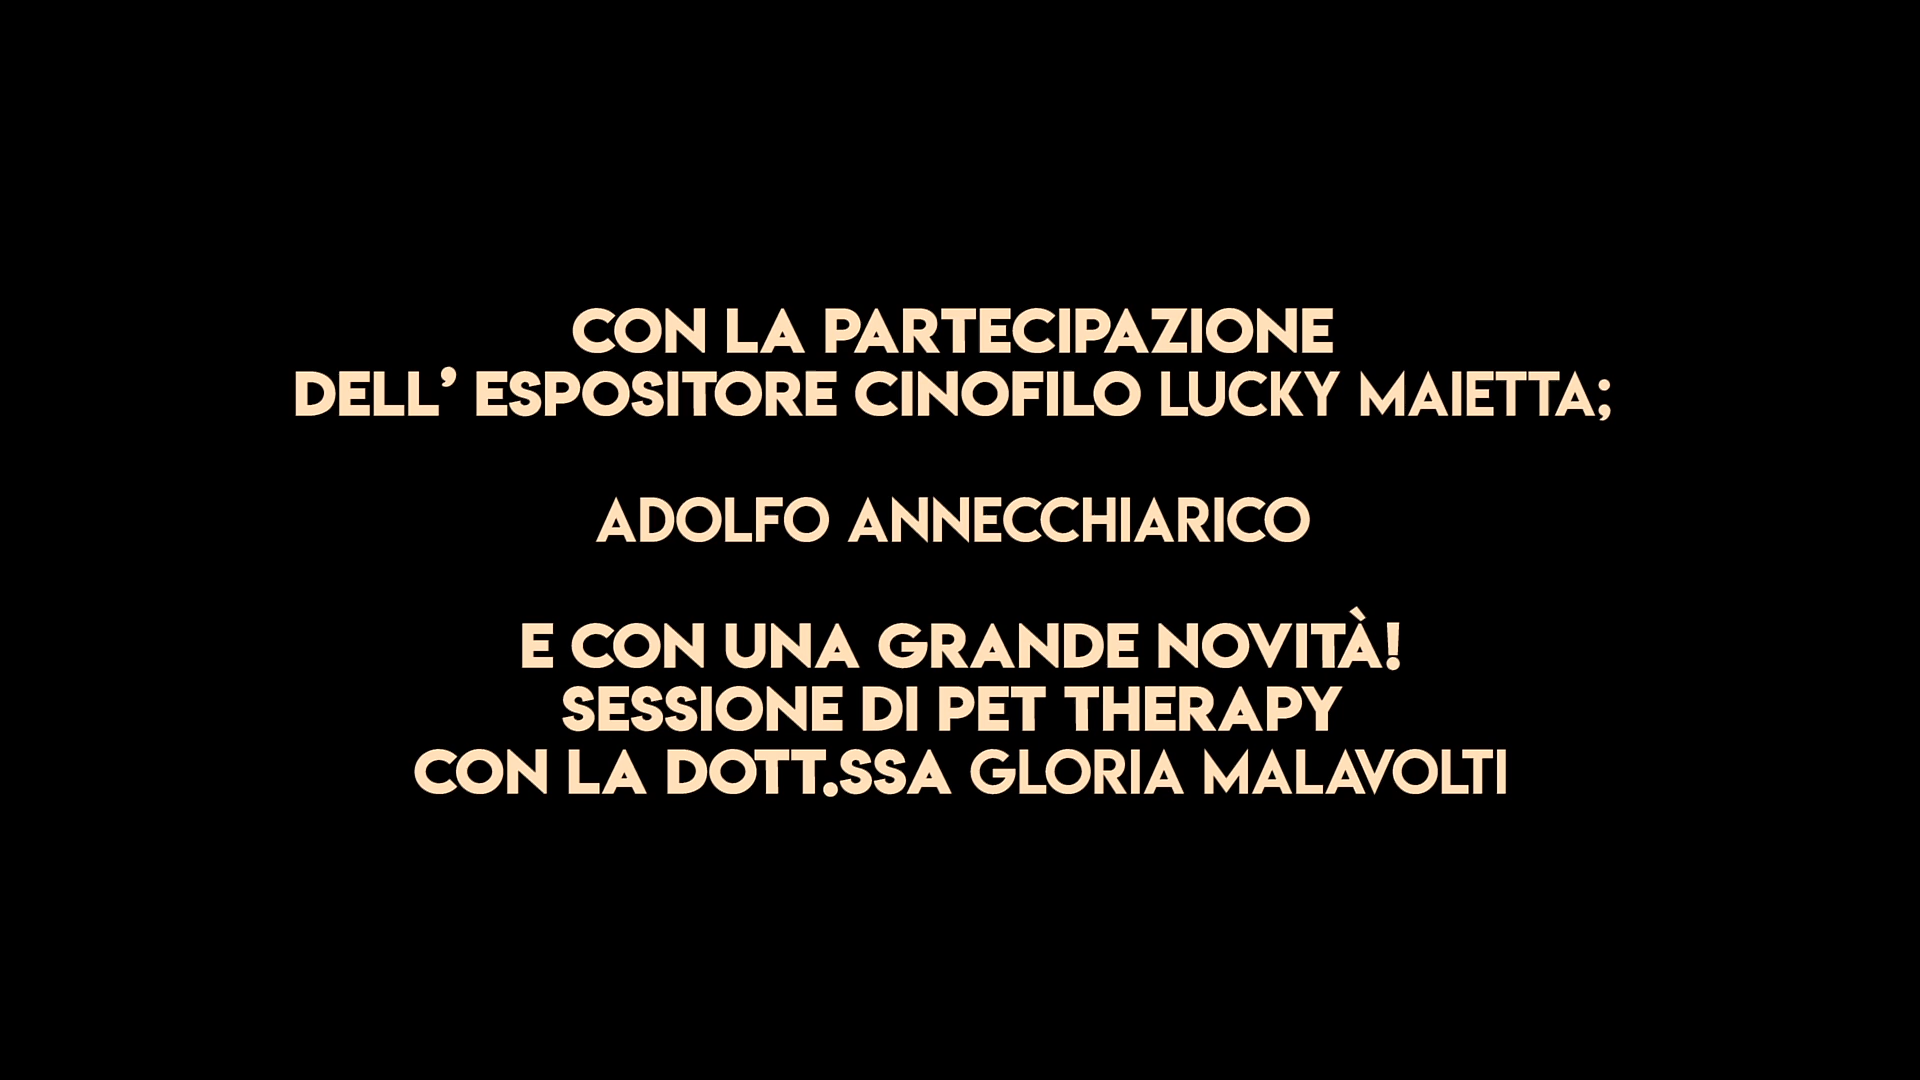 CON LA PARTECIPAZIONE
DELL’ ESPOSITORE CINOFILO LUCKY MAIETTA;
ADOLFO ANNECCHIARICO
E CON UNA GRANDE NOVITÀ!
SESSIONE DI PET THERAPY
CON LA DOTT.SSA GLORIA MALAVOLTI